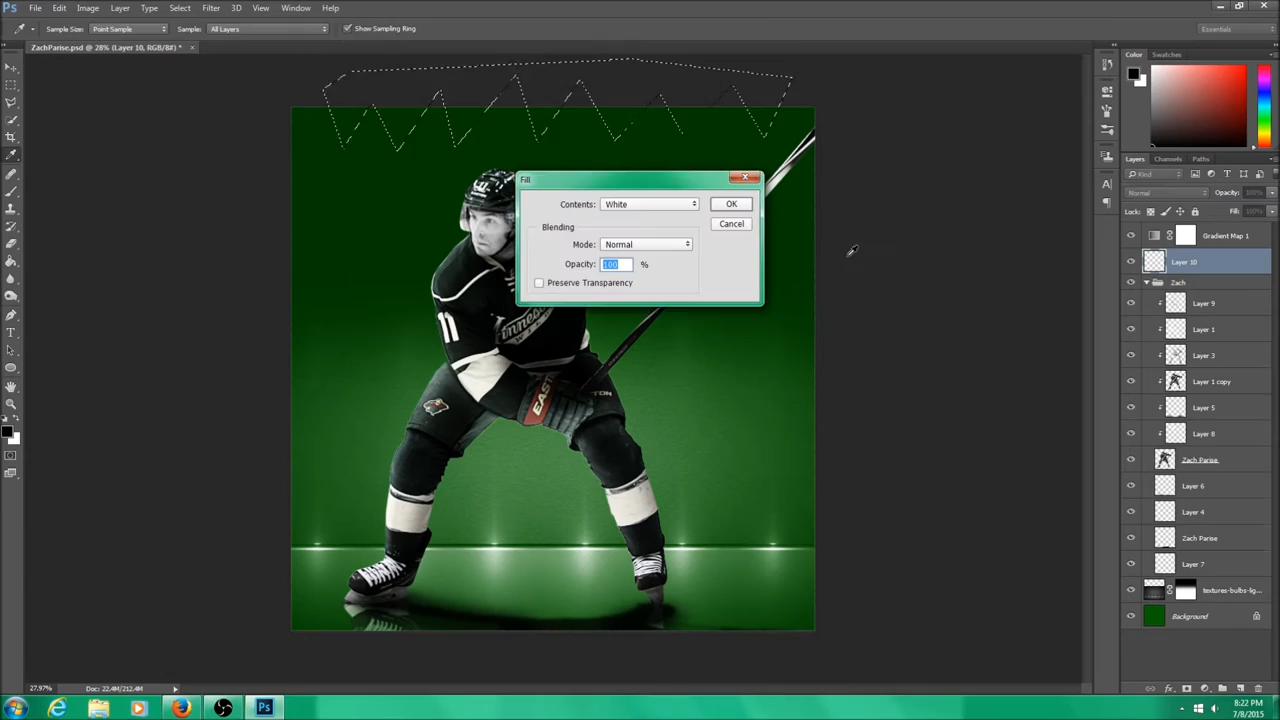 Ps File Edit Image Layer Type Select Filter 3D View Window Help
Sample Size: Point Sample Sample: All Layers Show Sampling Ring Essentials
ZachParise.psd @ 28% (Layer 10, RGB/8#) * ×
Color Swatches
Layers Channels Paths
Kind
Normal Opacity: 100%
Lock: Fill: 100%
Gradient Map 1
Layer 10
Zach
Layer 9
Layer 1
Layer 3
Layer 1 copy
Layer 5
Layer 8
Zach Parise
Layer 6
Layer 4
Zach Parise
Layer 7
textures-bulbs-lig...
Background
Fill
Contents: White OK
Blending Cancel
Mode: Normal
Opacity: 100 %
Preserve Transparency
11
Minnesota
WILD
EASTON
27.97% Doc: 22.4M/212.4M
8:22 PM
7/8/2015